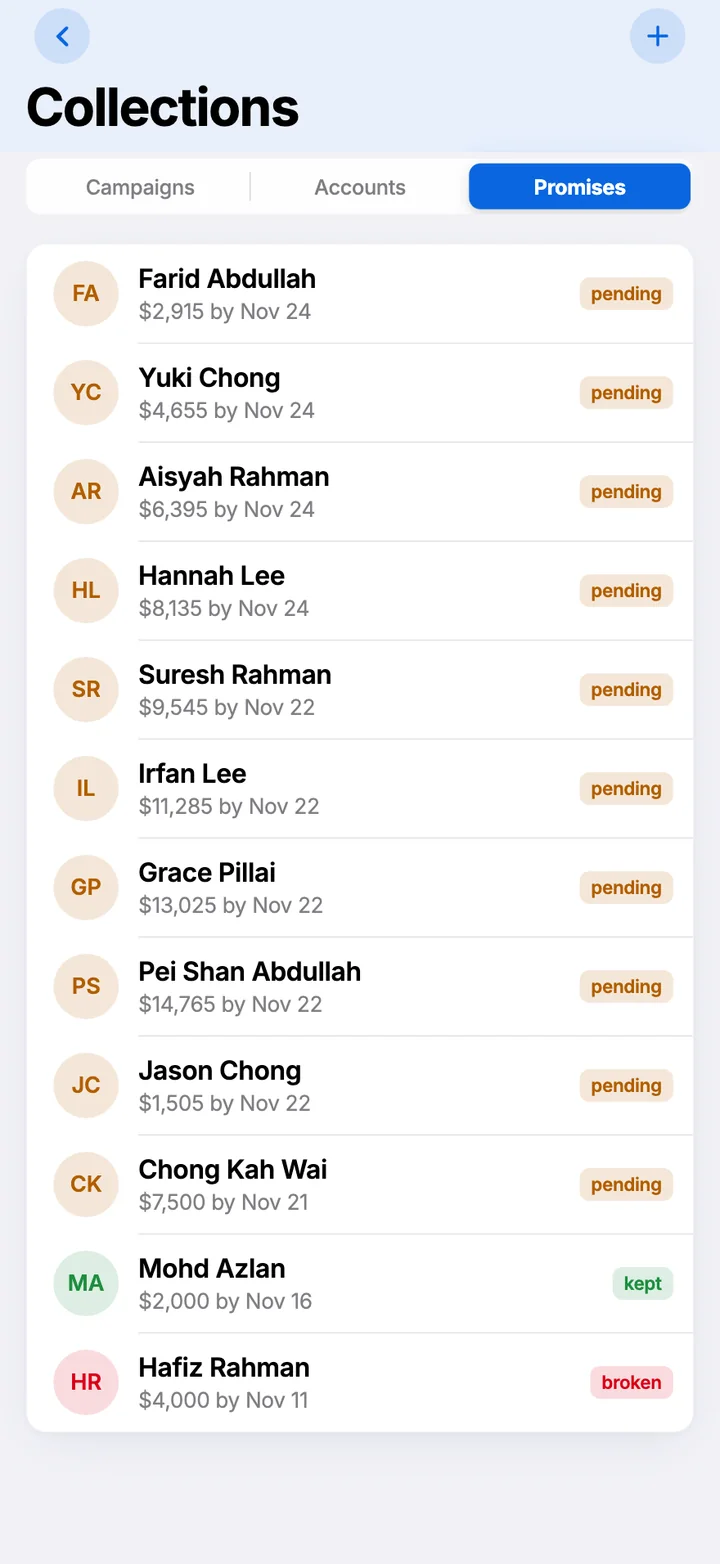 Collections
Campaigns Accounts Promises
FA Farid Abdullah
$2,915 by Nov 24
pending
YC Yuki Chong
$4,655 by Nov 24
pending
AR Aisyah Rahman
$6,395 by Nov 24
pending
HL Hannah Lee
$8,135 by Nov 24
pending
SR Suresh Rahman
$9,545 by Nov 22
pending
IL Irfan Lee
$11,285 by Nov 22
pending
GP Grace Pillai
$13,025 by Nov 22
pending
PS Pei Shan Abdullah
$14,765 by Nov 22
pending
JC Jason Chong
$1,505 by Nov 22
pending
CK Chong Kah Wai
$7,500 by Nov 21
pending
MA Mohd Azlan
$2,000 by Nov 16
kept
HR Hafiz Rahman
$4,000 by Nov 11
broken